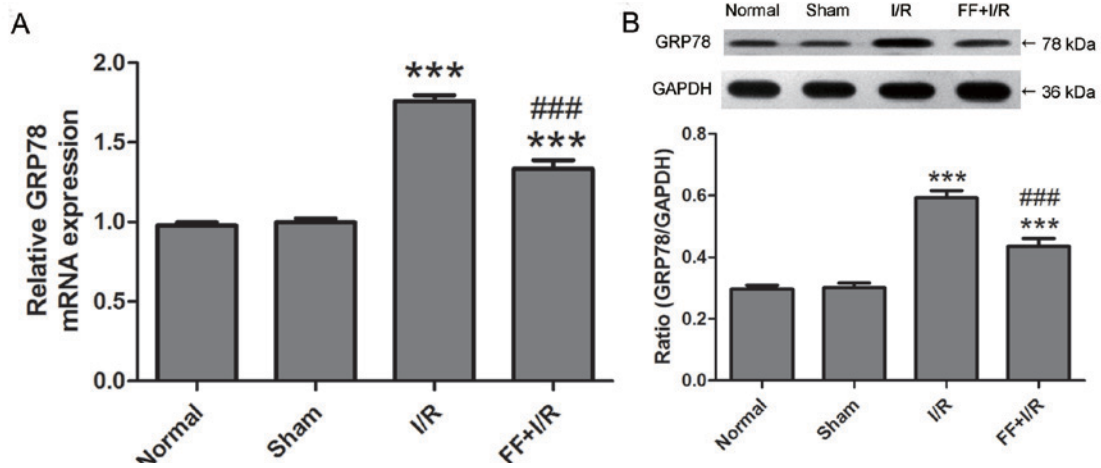 A
Relative GRP78
mRNA expression
2.0
1.5
1.0
0.5
0.0
***
###
***
Normal
Sham
I/R
FF+I/R
B
Normal Sham I/R FF+I/R
GRP78 ← 78 kDa
GAPDH ← 36 kDa
Ratio (GRP78/GAPDH)
0.8
0.6
0.4
0.2
0.0
***
###
***
Normal
Sham
I/R
FF+I/R